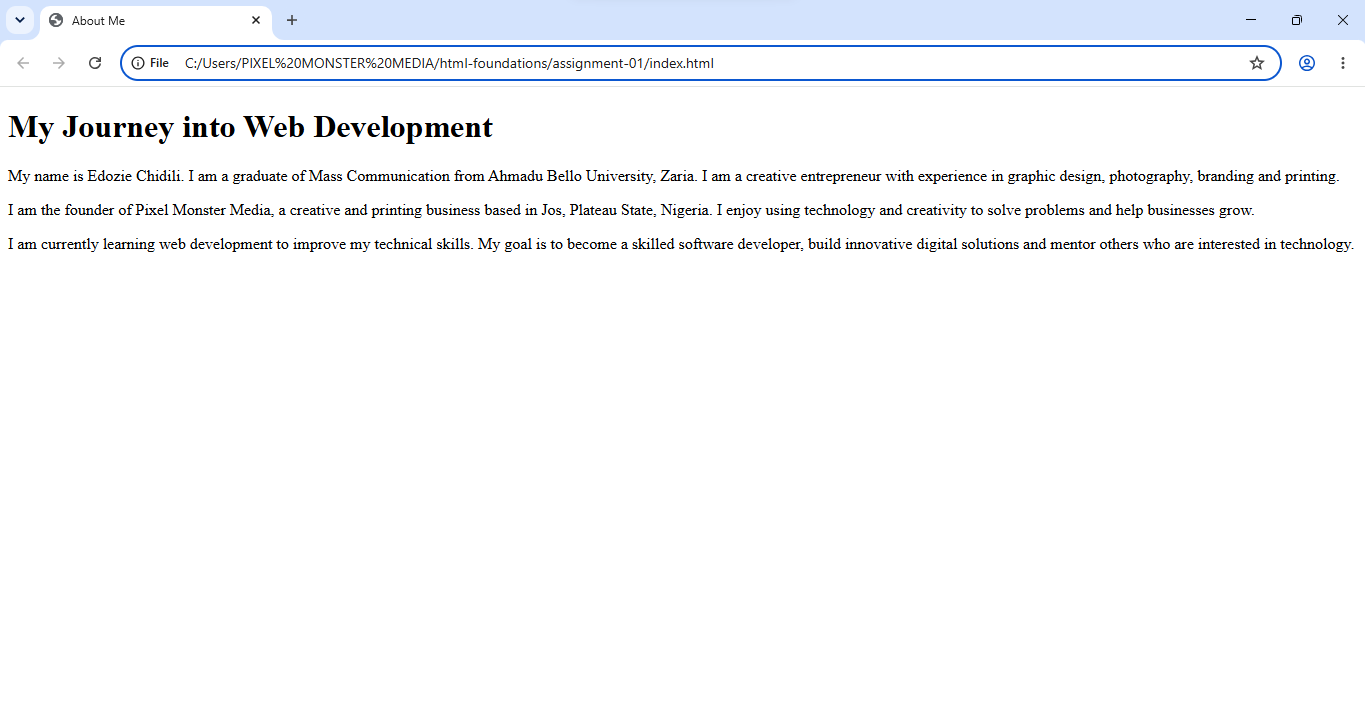 About Me
File C:/Users/PIXEL%20MONSTER%20MEDIA/html-foundations/assignment-01/index.html
My Journey into Web Development
My name is Edozie Chidili. I am a graduate of Mass Communication from Ahmadu Bello University, Zaria. I am a creative entrepreneur with experience in graphic design, photography, branding and printing.
I am the founder of Pixel Monster Media, a creative and printing business based in Jos, Plateau State, Nigeria. I enjoy using technology and creativity to solve problems and help businesses grow.
I am currently learning web development to improve my technical skills. My goal is to become a skilled software developer, build innovative digital solutions and mentor others who are interested in technology.